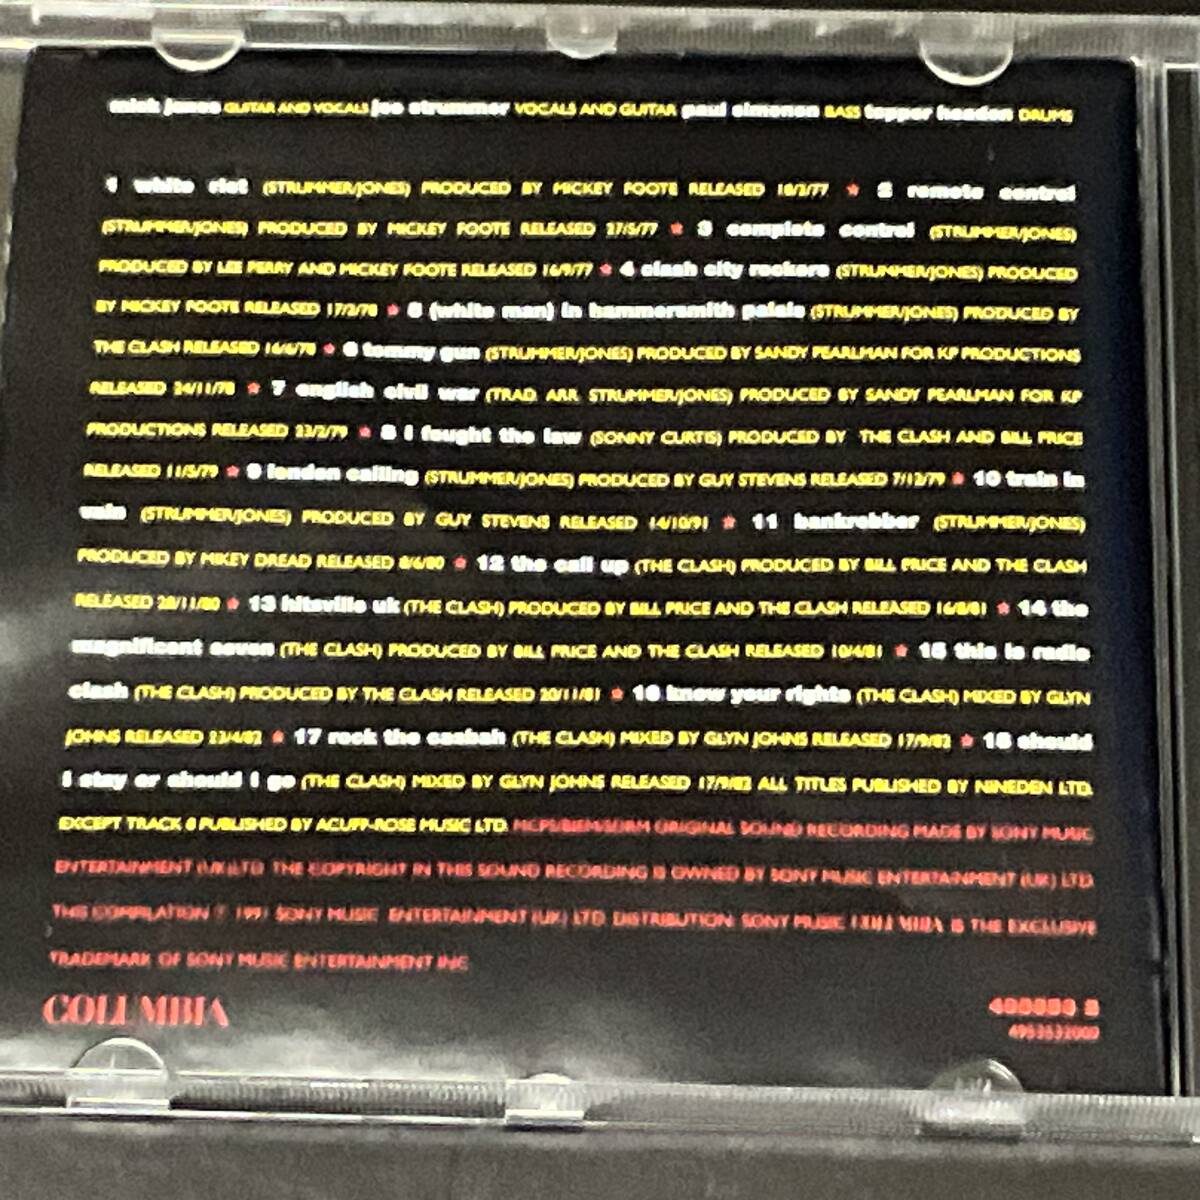 mick jones GUITAR AND VOCALS joe strummer VOCALS AND GUITAR paul simonon BASS topper headon DRUMS
1 white riot (STRUMMER/JONES) PRODUCED BY MICKEY FOOTE RELEASED 18/3/77 ★ 2 remote control
(STRUMMER/JONES) PRODUCED BY MICKEY FOOTE RELEASED 27/5/77 ★ 3 complete control (STRUMMER/JONES)
PRODUCED BY LEE PERRY AND MICKEY FOOTE RELEASED 16/9/77 ★ 4 clash city rockers (STRUMMER/JONES) PRODUCED
BY MICKEY FOOTE RELEASED 17/2/78 ★ 5 (white man) in hammersmith palais (STRUMMER/JONES) PRODUCED BY
THE CLASH RELEASED 16/6/78 ★ 6 tommy gun (STRUMMER/JONES) PRODUCED BY SANDY PEARLMAN FOR KP PRODUCTIONS
RELEASED 24/11/78 ★ 7 english civil war (TRAD. ARR. STRUMMER/JONES) PRODUCED BY SANDY PEARLMAN FOR KP
PRODUCTIONS RELEASED 23/2/79 ★ 8 i fought the law (SONNY CURTIS) PRODUCED BY THE CLASH AND BILL PRICE
RELEASED 11/5/79 ★ 9 london calling (STRUMMER/JONES) PRODUCED BY GUY STEVENS RELEASED 7/12/79 ★ 10 train in
vain (STRUMMER/JONES) PRODUCED BY GUY STEVENS RELEASED 14/10/91 ★ 11 bankrobber (STRUMMER/JONES)
PRODUCED BY MIKEY DREAD RELEASED 8/6/80 ★ 12 the call up (THE CLASH) PRODUCED BY BILL PRICE AND THE CLASH
RELEASED 28/11/80 ★ 13 hitsville uk (THE CLASH) PRODUCED BY BILL PRICE AND THE CLASH RELEASED 16/8/81 ★ 14 the
magnificent seven (THE CLASH) PRODUCED BY BILL PRICE AND THE CLASH RELEASED 10/4/81 ★ 15 this is radio
clash (THE CLASH) PRODUCED BY THE CLASH RELEASED 20/11/81 ★ 16 know your rights (THE CLASH) MIXED BY GLYN
JOHNS RELEASED 23/4/82 ★ 17 rock the casbah (THE CLASH) MIXED BY GLYN JOHNS RELEASED 17/9/82 ★ 18 should
i stay or should i go (THE CLASH) MIXED BY GLYN JOHNS RELEASED 17/9/82 ALL TITLES PUBLISHED BY NINEDEN LTD.
EXCEPT TRACK 8 PUBLISHED BY ACUFF-ROSE MUSIC LTD. MCPS/BIEM/SDRM ORIGINAL SOUND RECORDING MADE BY SONY MUSIC
ENTERTAINMENT (UK) LTD. THE COPYRIGHT IN THIS SOUND RECORDING IS OWNED BY SONY MUSIC ENTERTAINMENT (UK) LTD.
THIS COMPILATION ℗ 1991 SONY MUSIC ENTERTAINMENT (UK) LTD. DISTRIBUTION: SONY MUSIC COLUMBIA IS THE EXCLUSIVE
TRADEMARK OF SONY MUSIC ENTERTAINMENT INC.
COLUMBIA
4953532000